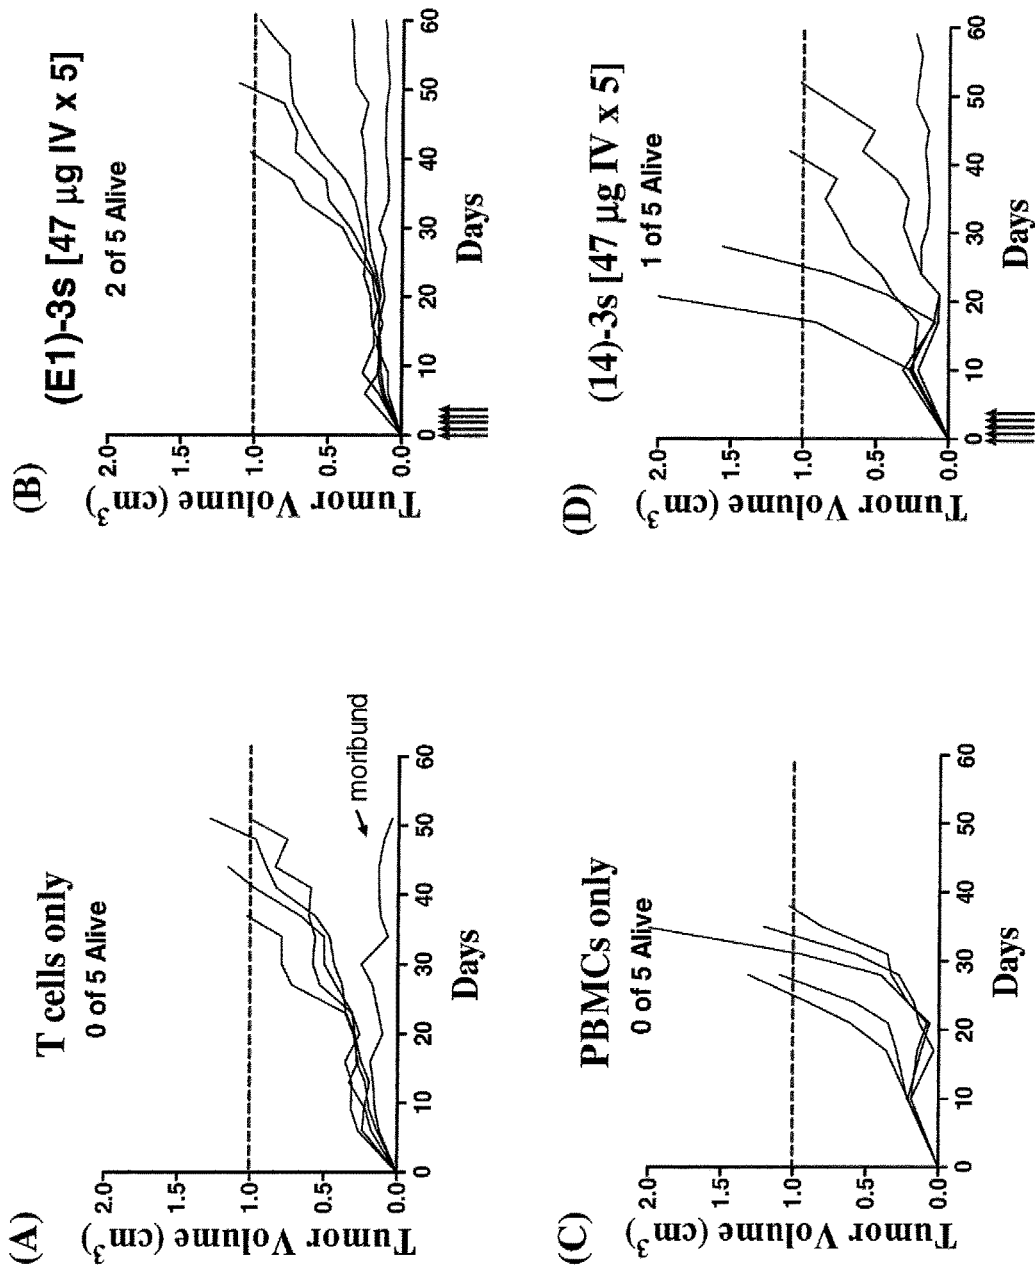 (A)
T cells only
0 of 5 Alive
Tumor Volume (cm³)
2.0
1.5
1.0
0.5
0.0
0 10 20 30 40 50 60
Days
moribund
(B)
(E1)-3s [47 µg IV x 5]
2 of 5 Alive
Tumor Volume (cm³)
2.0
1.5
1.0
0.5
0.0
0 10 20 30 40 50 60
Days
(C)
PBMCs only
0 of 5 Alive
Tumor Volume (cm³)
2.0
1.5
1.0
0.5
0.0
0 10 20 30 40 50 60
Days
(D)
(14)-3s [47 µg IV x 5]
1 of 5 Alive
Tumor Volume (cm³)
2.0
1.5
1.0
0.5
0.0
0 10 20 30 40 50 60
Days